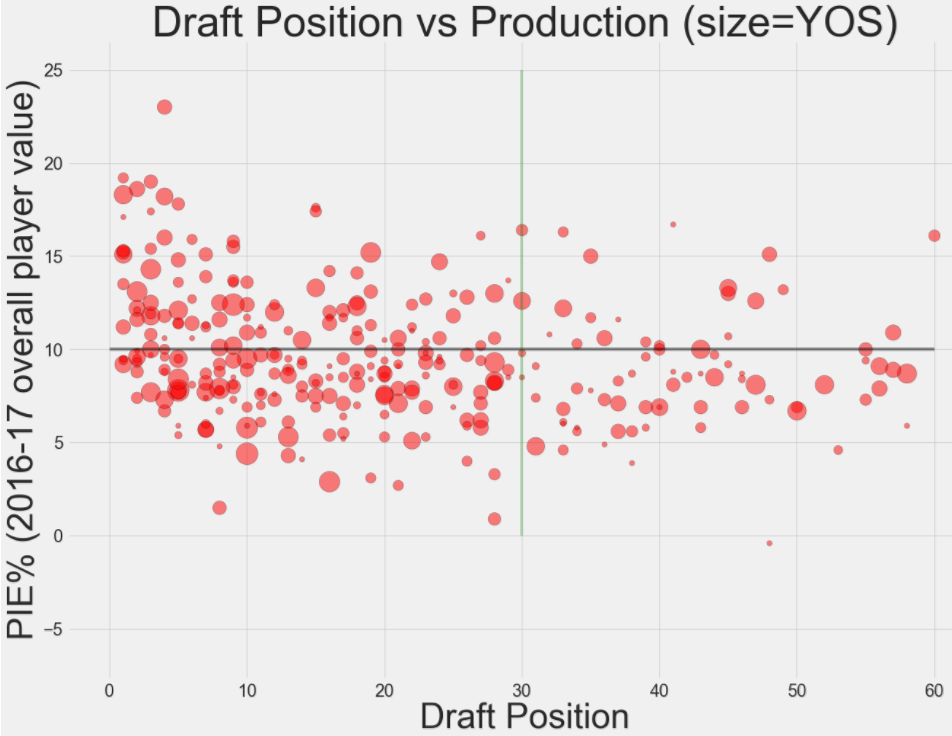 Draft Position vs Production (size=YOS)
PIE% (2016-17 overall player value)
25
20
15
10
5
0
−5
0 10 20 30 40 50 60
Draft Position